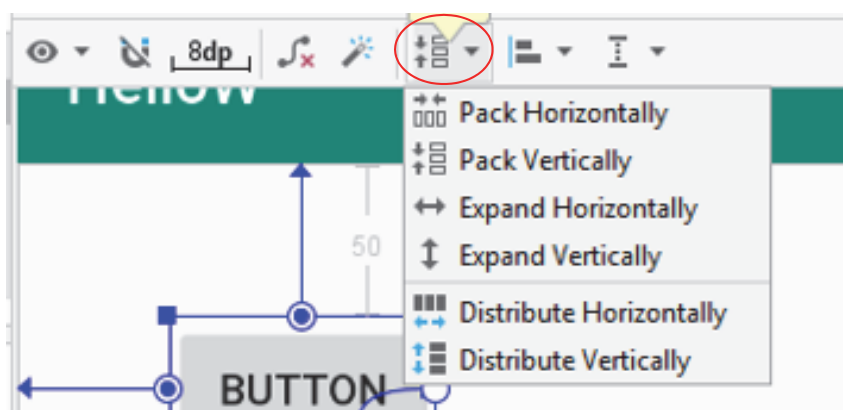 8dp
Hellow
Pack Horizontally
Pack Vertically
Expand Horizontally
50
Expand Vertically
Distribute Horizontally
Distribute Vertically
BUTTON